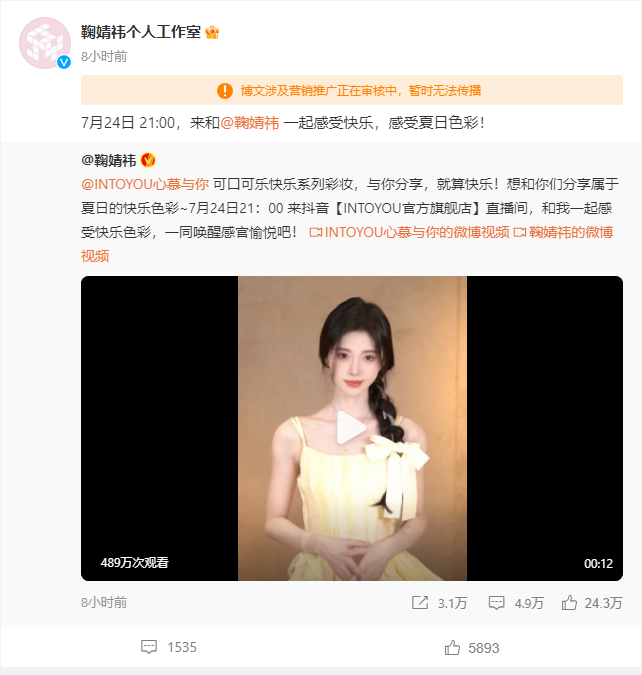 鞠婧祎个人工作室
8小时前
博文涉及营销推广正在审核中，暂时无法传播
7月24日 21:00，来和@鞠婧祎 一起感受快乐，感受夏日色彩！
@鞠婧祎
@INTOYOU心慕与你 可口可乐快乐系列彩妆，与你分享，就算快乐！想和你们分享属于
夏日的快乐色彩~7月24日21：00 来抖音【INTOYOU官方旗舰店】直播间，和我一起感
受快乐色彩，一同唤醒感官愉悦吧！ INTOYOU心慕与你的微博视频 鞠婧祎的微博
视频
489万次观看 00:12
8小时前 3.1万 4.9万 24.3万
1535 5893